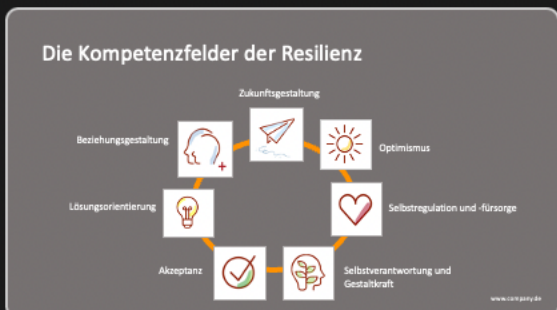 Die Kompetenzfelder der Resilienz
Zukunftsgestaltung
Beziehungsgestaltung
Optimismus
Lösungsorientierung
Selbstregulation und -fürsorge
Akzeptanz
Selbstverantwortung und
Gestaltkraft
www.company.de